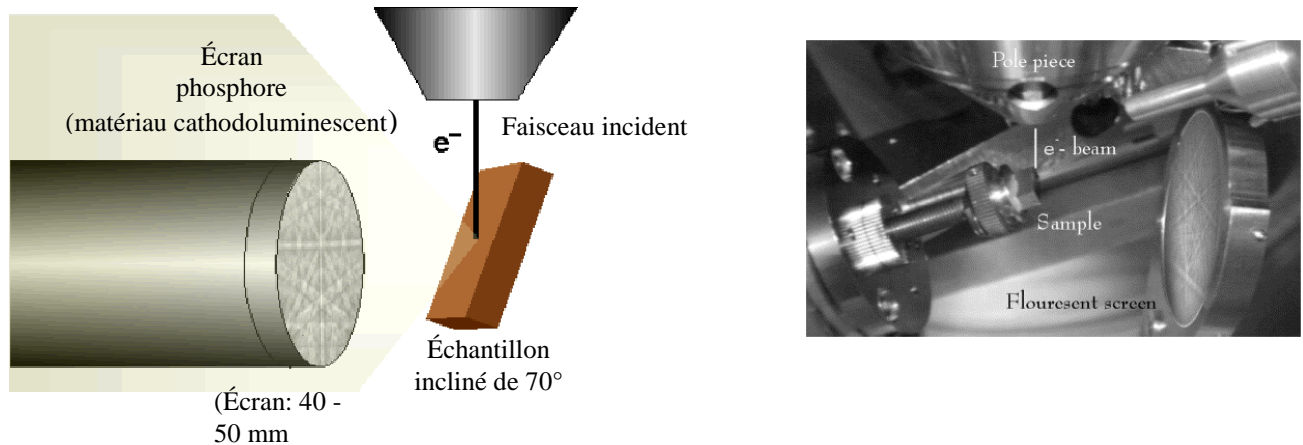 Écran
phosphore
(matériau cathodoluminescent)
e⁻
Faisceau incident
Échantillon
incliné de 70°
(Écran: 40 -
50 mm
Pole piece
e⁻ beam
Sample
Flouresent screen